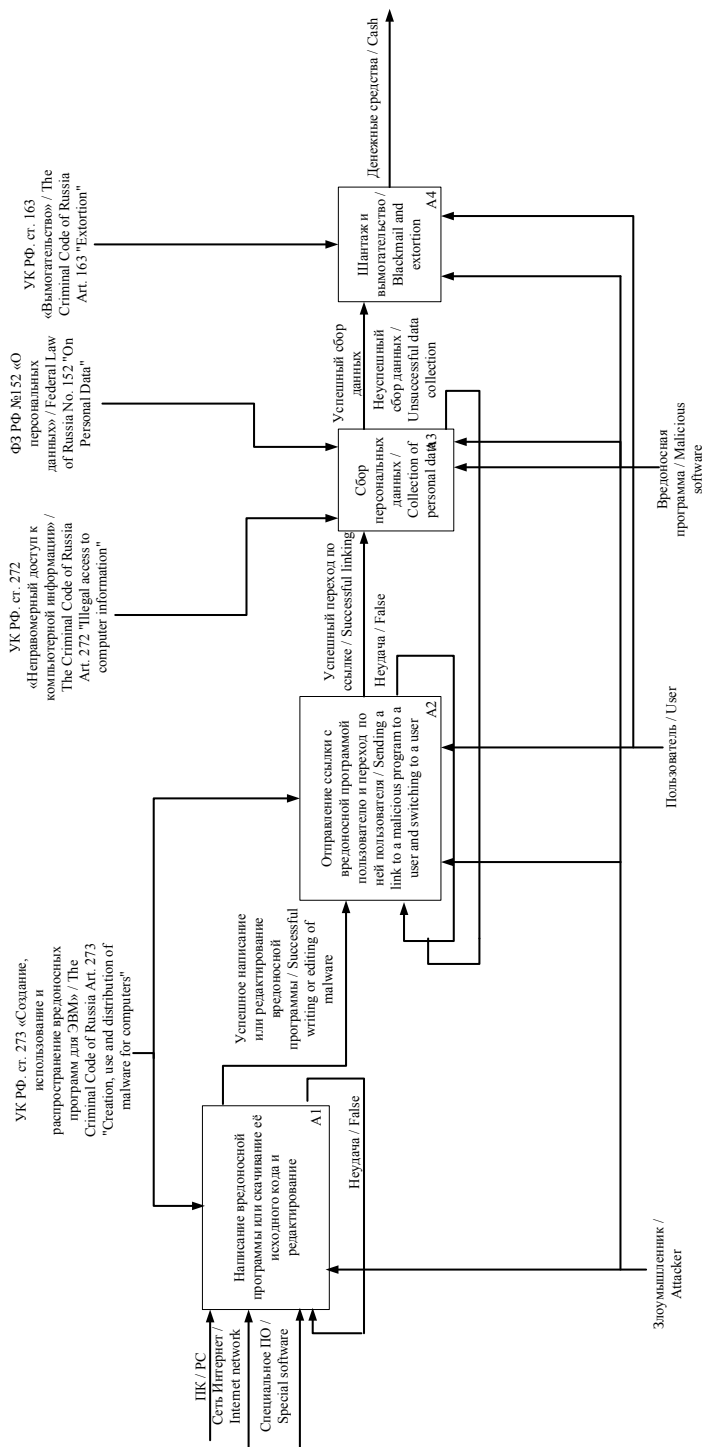 УК РФ. ст. 273 «Создание,
использование и
распространение вредоносных
программ для ЭВМ» / The
Criminal Code of Russia Art. 273
"Creation, use and distribution of
malware for computers"
УК РФ. ст. 272
«Неправомерный доступ к
компьютерной информации» /
The Criminal Code of Russia
Art. 272 "Illegal access to
computer information"
ФЗ РФ №152 «О
персональных
данных» / Federal Law
of Russia No. 152 "On
Personal Data"
УК РФ. ст. 163
«Вымогательство» / The
Criminal Code of Russia
Art. 163 "Extortion"
ПК / PC
Сеть Интернет /
Internet network
Специальное ПО /
Special software
Написание вредоносной
программы или скачивание её
исходного кода и
редактирование
A1
Неудача / False
Успешное написание
или редактирование
вредоносной
программы / Successful
writing or editing of
malware
Отправление ссылки с
вредоносной программой
пользователю и переход по
ней пользователя / Sending a
link to a malicious program to a
user and switching to a user
A2
Успешный переход по
ссылке / Successful linking
Неудача / False
Сбор
персональных
данных /
Collection of
personal data
A3
Успешный сбор
данных
Неуспешный
сбор данных /
Unsuccessful data
collection
Шантаж и
вымогательство /
Blackmail and
extortion
A4
Денежные средства / Cash
Злоумышленник /
Attacker
Пользователь / User
Вредоносная
программа / Malicious
software